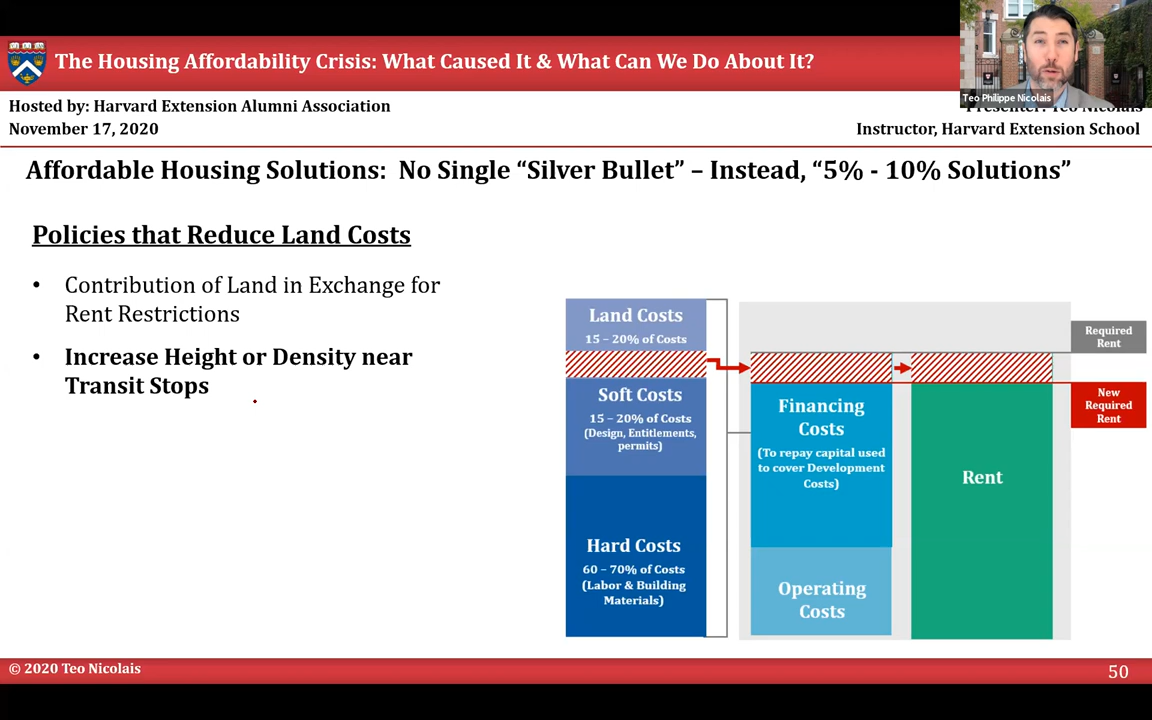 The Housing Affordability Crisis: What Caused It & What Can We Do About It?
Teo Philippe Nicolais
Hosted by: Harvard Extension Alumni Association
November 17, 2020
Presenter: Teo Nicolais
Instructor, Harvard Extension School
Affordable Housing Solutions: No Single “Silver Bullet” – Instead, “5% - 10% Solutions”
Policies that Reduce Land Costs
• Contribution of Land in Exchange for
Rent Restrictions
• Increase Height or Density near
Transit Stops
Land Costs
15 – 20% of Costs
Soft Costs
15 – 20% of Costs
(Design, Entitlements,
permits)
Hard Costs
60 – 70% of Costs
(Labor & Building
Materials)
Financing
Costs
(To repay capital used
to cover Development
Costs)
Operating
Costs
Rent
Required
Rent
New
Required
Rent
© 2020 Teo Nicolais
50